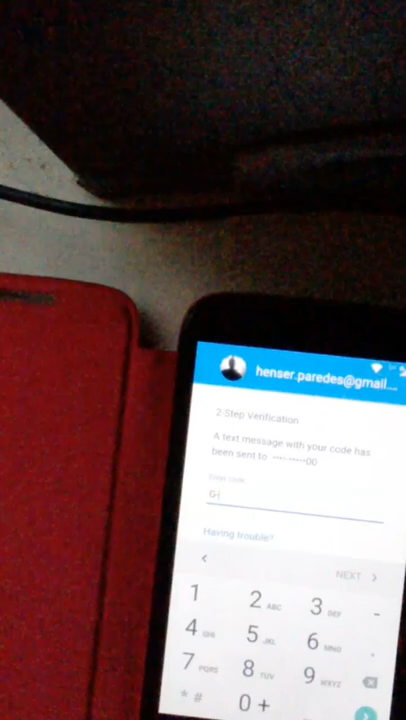 henser.paredes@gmail...
2-Step Verification
A text message with your code has
been sent to ···· ······00
Enter code
G-
Having trouble?
NEXT
1
2 ABC
3 DEF
-
4 GHI
5 JKL
6 MNO
.
7 PQRS
8 TUV
9 WXYZ
* #
0 +